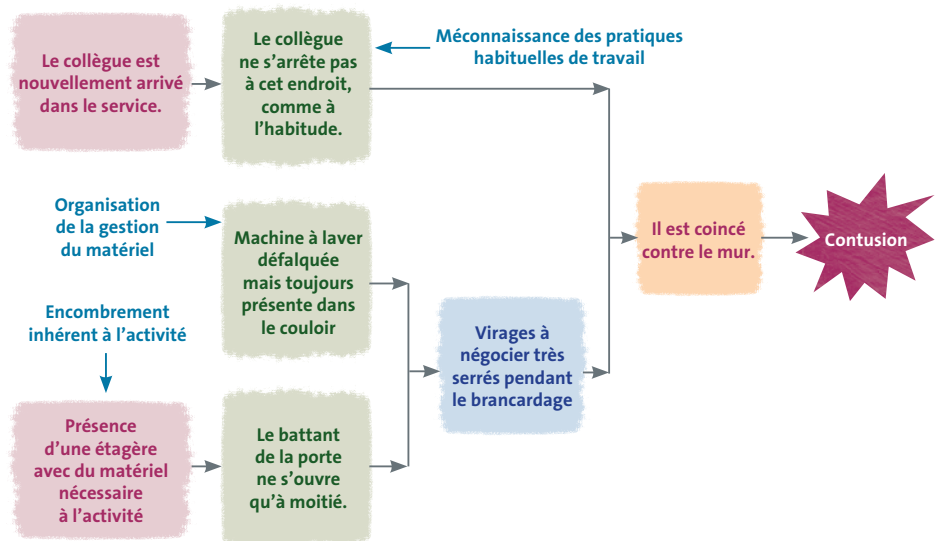 Le collègue est
nouvellement arrivé
dans le service.
Le collègue
ne s’arrête pas
à cet endroit,
comme à
l’habitude.
Méconnaissance des pratiques
habituelles de travail
Organisation
de la gestion
du matériel
Machine à laver
défalquée
mais toujours
présente dans
le couloir
Encombrement
inhérent à l’activité
Présence
d’une étagère
avec du matériel
nécessaire
à l’activité
Le battant
de la porte
ne s’ouvre
qu’à moitié.
Virages à
négocier très
serrés pendant
le brancardage
Il est coincé
contre le mur.
Contusion